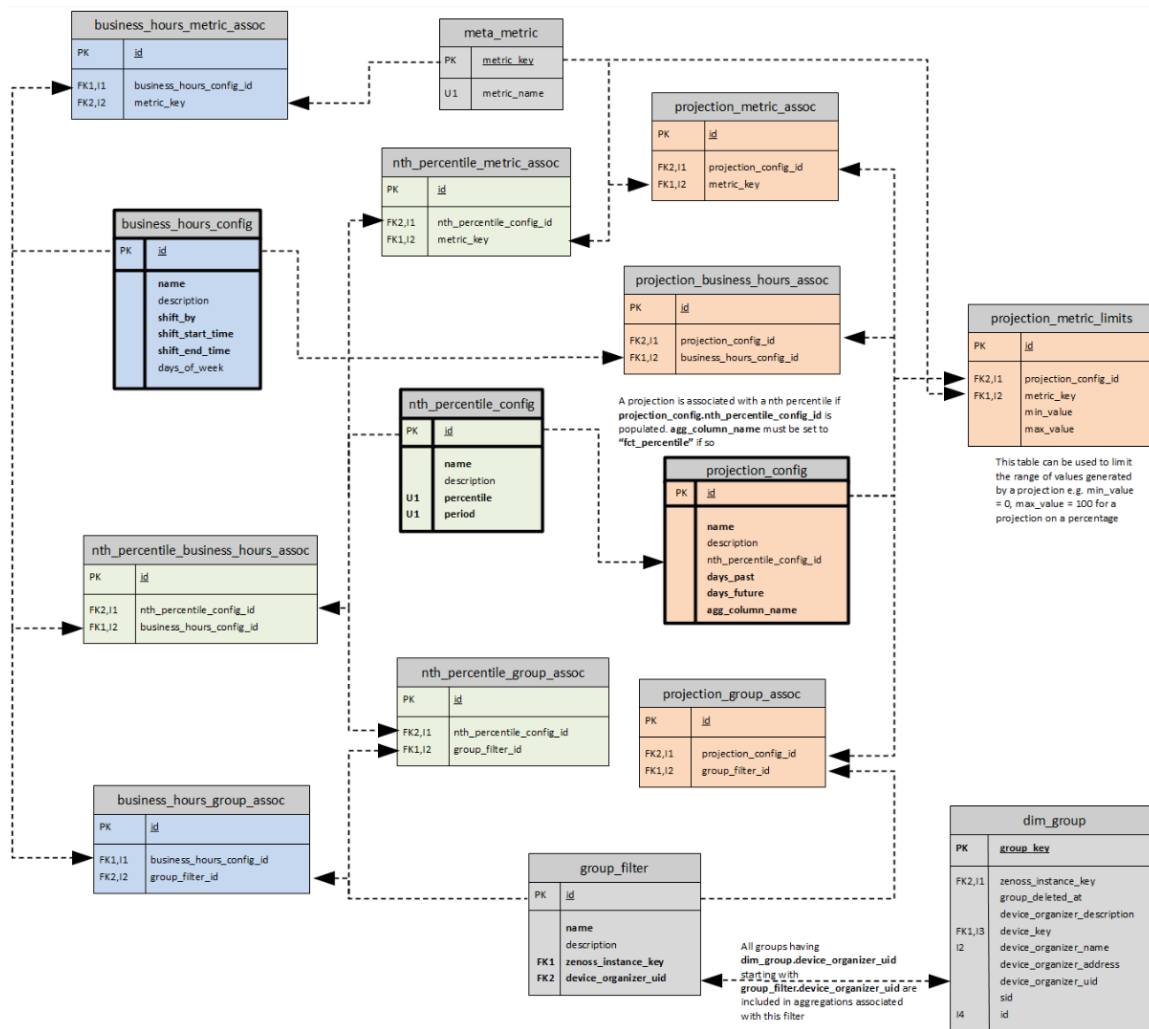 business_hours_metric_assoc
PK id
FK1,I1 business_hours_config_id
FK2,I2 metric_key
meta_metric
PK metric_key
U1 metric_name
projection_metric_assoc
PK id
FK2,I1 projection_config_id
FK1,I2 metric_key
nth_percentile_metric_assoc
PK id
FK2,I1 nth_percentile_config_id
FK1,I2 metric_key
business_hours_config
PK id
name
description
shift_by
shift_start_time
shift_end_time
days_of_week
projection_business_hours_assoc
PK id
FK2,I1 projection_config_id
FK1,I2 business_hours_config_id
projection_metric_limits
PK id
FK2,I1 projection_config_id
FK1,I2 metric_key
min_value
max_value
This table can be used to limit
the range of values generated
by a projection e.g. min_value
= 0, max_value = 100 for a
projection on a percentage
A projection is associated with a nth percentile if
projection_config.nth_percentile_config_id is
populated. agg_column_name must be set to
“fct_percentile” if so
nth_percentile_config
PK id
name
description
U1 percentile
U1 period
projection_config
PK id
name
description
nth_percentile_config_id
days_past
days_future
agg_column_name
nth_percentile_business_hours_assoc
PK id
FK2,I1 nth_percentile_config_id
FK1,I2 business_hours_config_id
nth_percentile_group_assoc
PK id
FK2,I1 nth_percentile_config_id
FK1,I2 group_filter_id
projection_group_assoc
PK id
FK2,I1 projection_config_id
FK1,I2 group_filter_id
business_hours_group_assoc
PK id
FK1,I1 business_hours_config_id
FK2,I2 group_filter_id
group_filter
PK id
name
description
FK1 zenoss_instance_key
FK2 device_organizer_uid
All groups having
dim_group.device_organizer_uid
starting with
group_filter.device_organizer_uid are
included in aggregations associated
with this filter
dim_group
PK group_key
FK2,I1 zenoss_instance_key
group_deleted_at
device_organizer_description
FK1,I3 device_key
I2 device_organizer_name
device_organizer_address
device_organizer_uid
sid
I4 id